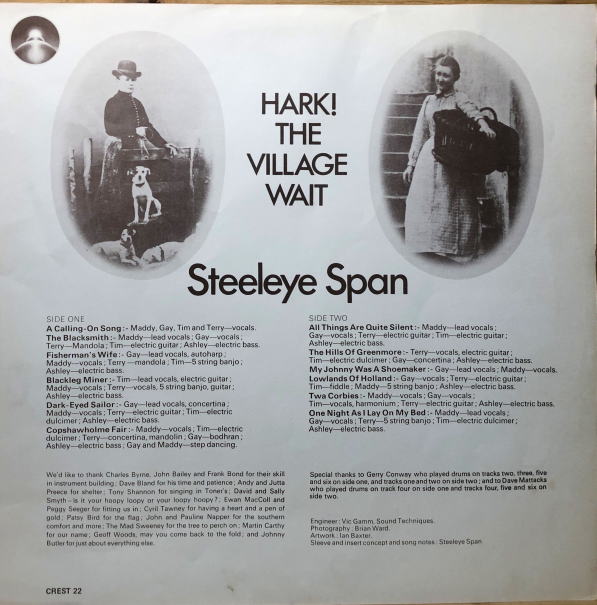 HARK!
THE
VILLAGE
WAIT
Steeleye Span
SIDE ONE
A Calling-On Song:- Maddy, Gay, Tim and Terry—vocals.
The Blacksmith:- Maddy—lead vocals; Gay—vocals;
Terry—Mandola; Tim—electric guitar; Ashley—electric bass.
Fisherman's Wife:- Gay—lead vocals, autoharp;
Maddy—vocals; Terry—mandola; Tim—5 string banjo;
Ashley—electric bass.
Blackleg Miner:- Tim—lead vocals, electric guitar;
Maddy—vocals; Terry—vocals, 5 string banjo, guitar;
Ashley—electric bass.
Dark-Eyed Sailor:- Gay—lead vocals, concertina;
Maddy—vocals; Terry—electric guitar; Tim—electric
dulcimer; Ashley—electric bass.
Copshawholme Fair:- Maddy—vocals; Tim—electric
dulcimer; Terry—concertina, mandolin; Gay—bodhran;
Ashley—electric bass; Gay and Maddy—step dancing.
SIDE TWO
All Things Are Quite Silent:- Maddy—lead vocals;
Gay—vocals; Terry—electric guitar; Tim—electric guitar;
Ashley—electric bass.
The Hills Of Greenmore:- Terry—vocals, electric guitar;
Tim—electric dulcimer; Gay—concertina; Ashley—electric bass.
My Johnny Was A Shoemaker:- Gay—lead vocals; Maddy—vocals.
Lowlands Of Holland:- Gay—vocals; Terry—electric guitar;
Tim—fiddle; Maddy—5 string banjo; Ashley—electric bass.
Twa Corbies:- Maddy—vocals; Gay—vocals;
Tim—vocals, harmonium; Terry—electric guitar; Ashley—electric bass.
One Night As I Lay On My Bed:- Maddy—lead vocals;
Gay—vocals; Terry—5 string banjo; Tim—electric dulcimer;
Ashley—electric bass.
We'd like to thank Charles Byrne, John Bailey and Frank Bond for their skill
in instrument building; Dave Bland for his time and patience; Andy and Jutta
Preece for shelter; Tony Shannon for singing in Toner's; David and Sally
Smyth—is it your hoopy loopy or your loopy hoopy?; Ewan MacColl and
Peggy Seeger for fitting us in; Cyril Tawney for having a heart and a pen of
gold; Patsy Bird for the flag; John and Pauline Napper for the southern
comfort and more; The Mad Sweeney for the tree to perch on; Martin Carthy
for our name; Geoff Woods, may you come back to the fold; and Johnny
Butler for just about everything else.
Special thanks to Gerry Conway who played drums on tracks two, three, five
and six on side one, and tracks one and two on side two; and to Dave Mattacks
who played drums on track four on side one and tracks four, five and six on
side two.
Engineer: Vic Gamm, Sound Techniques.
Photography: Brian Ward.
Artwork: Ian Baxter.
Sleeve and insert concept and song notes: Steeleye Span
CREST 22